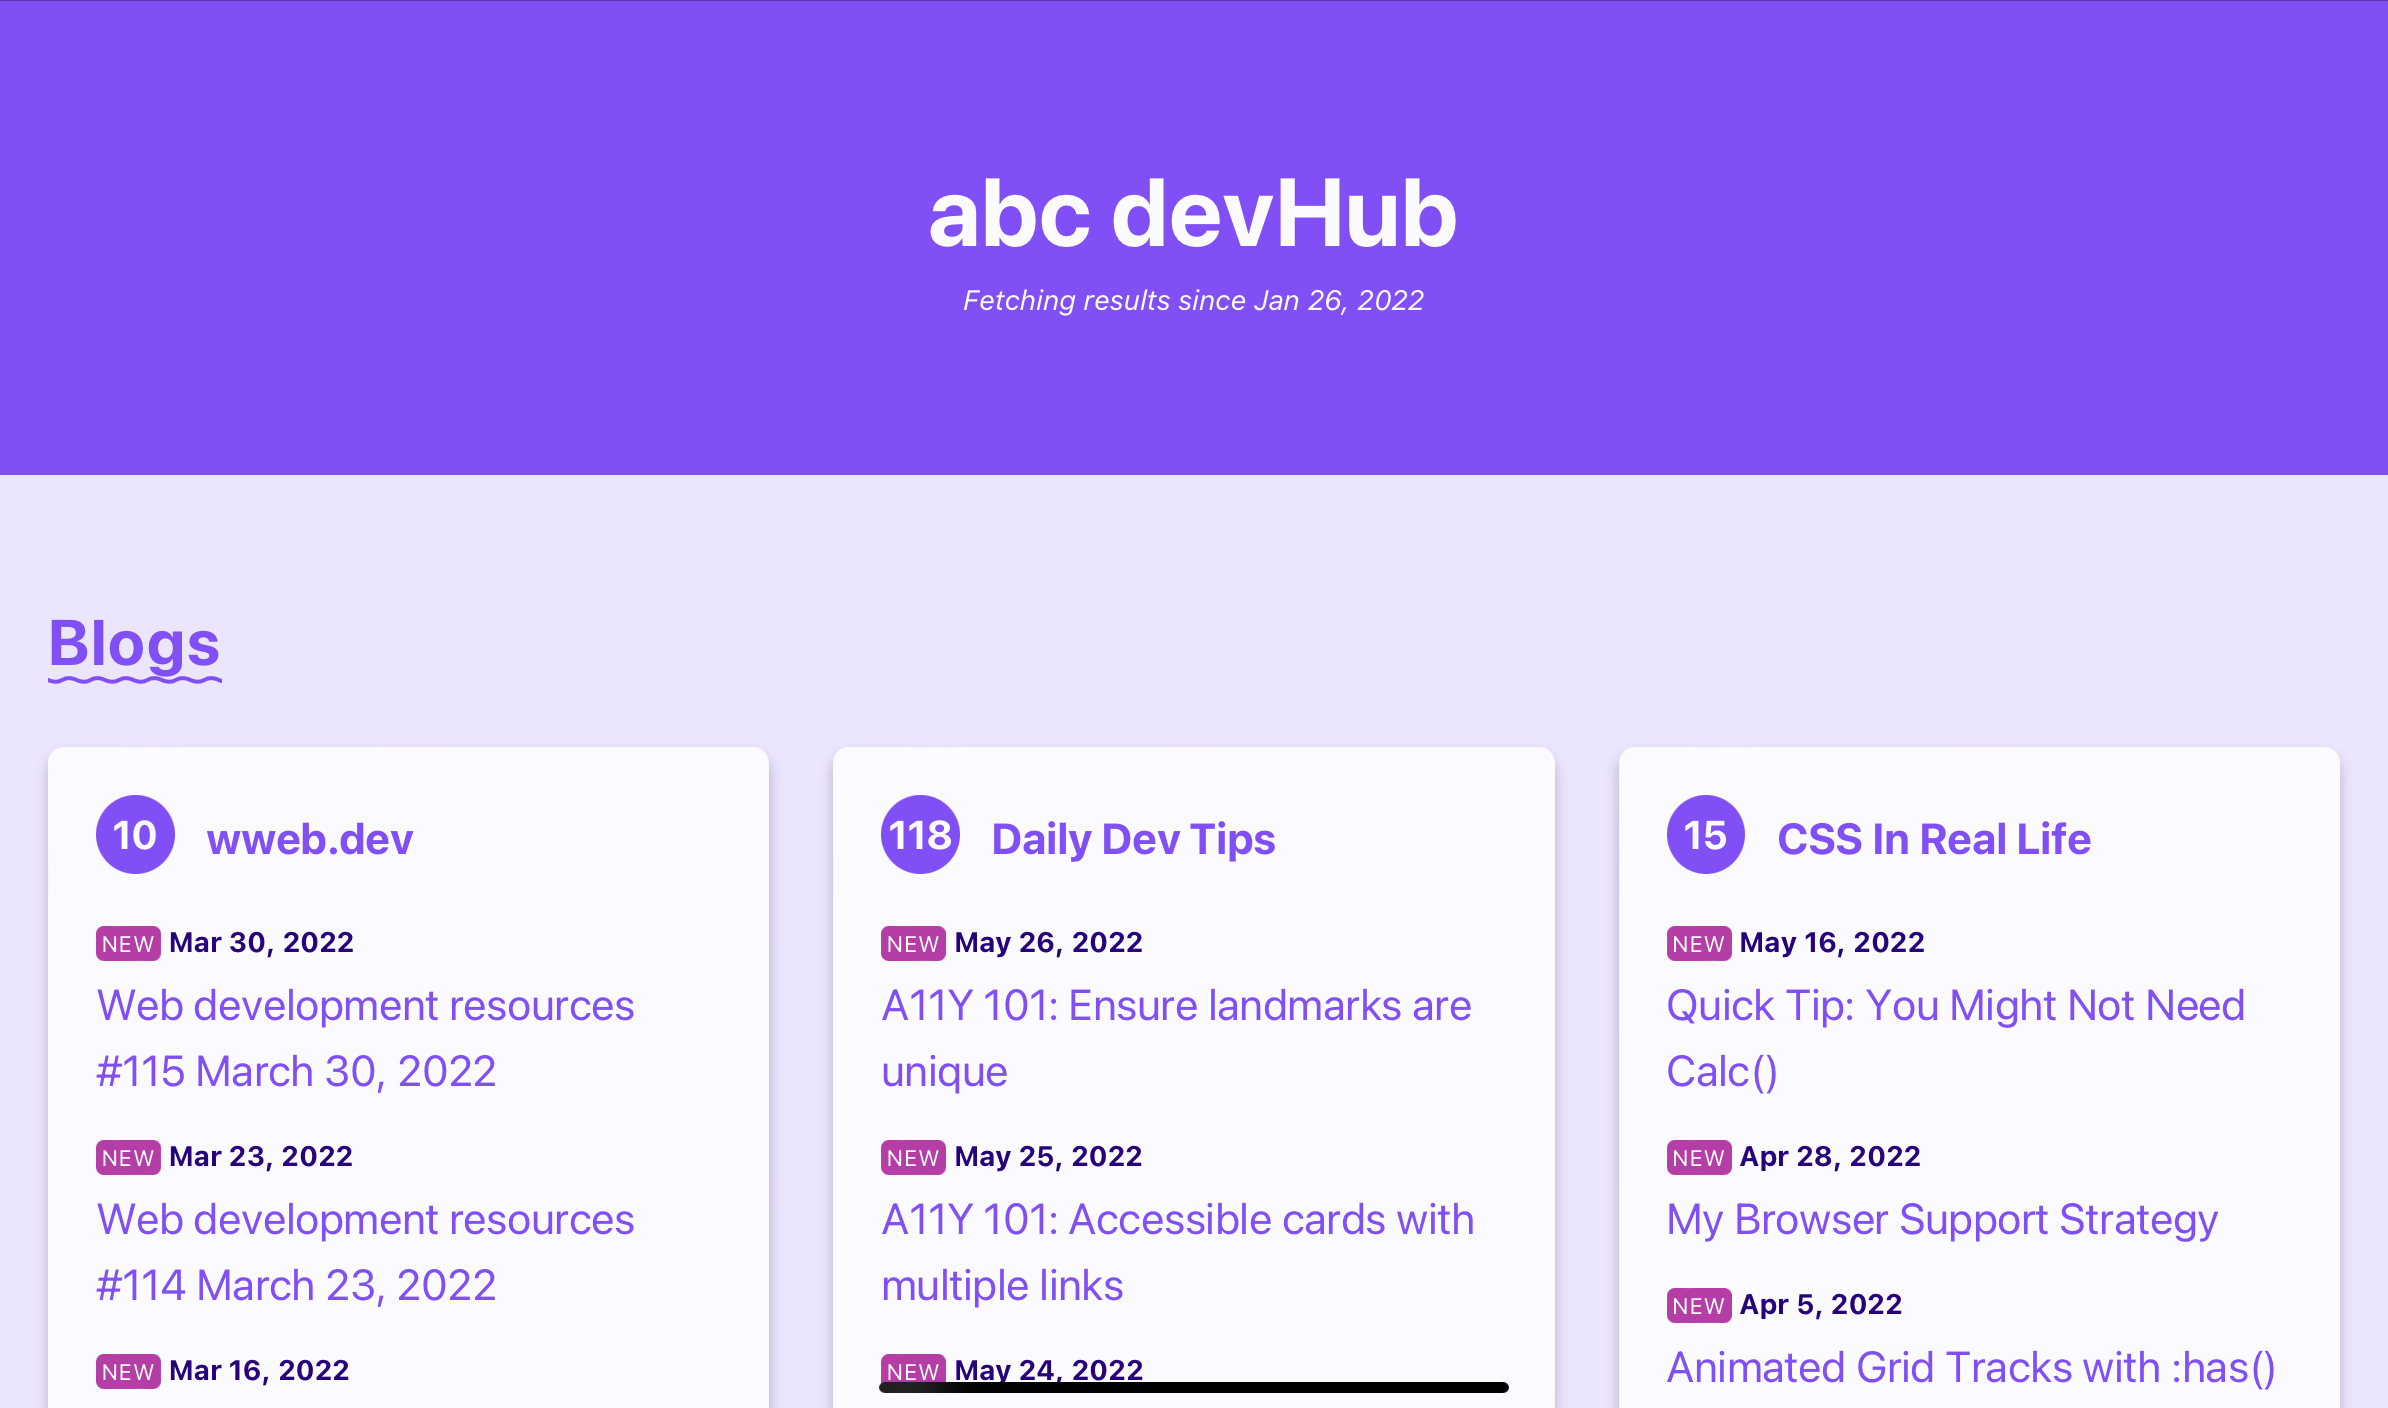 abc devHub
Fetching results since Jan 26, 2022
Blogs
10 wweb.dev
NEW Mar 30, 2022
Web development resources
#115 March 30, 2022
NEW Mar 23, 2022
Web development resources
#114 March 23, 2022
NEW Mar 16, 2022
118 Daily Dev Tips
NEW May 26, 2022
A11Y 101: Ensure landmarks are
unique
NEW May 25, 2022
A11Y 101: Accessible cards with
multiple links
NEW May 24, 2022
15 CSS In Real Life
NEW May 16, 2022
Quick Tip: You Might Not Need
Calc()
NEW Apr 28, 2022
My Browser Support Strategy
NEW Apr 5, 2022
Animated Grid Tracks with :has()